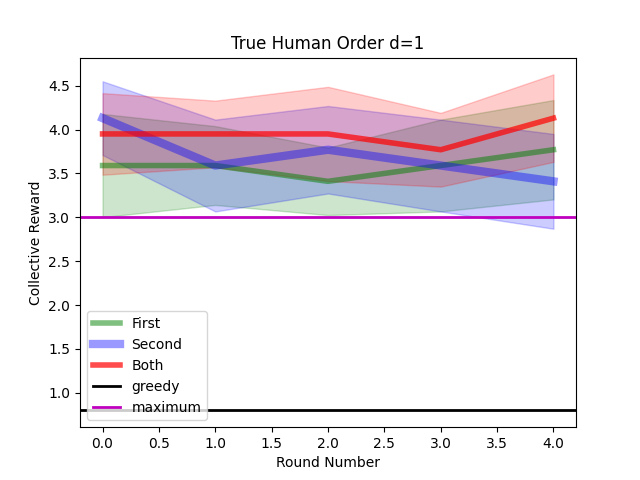 True Human Order d=1
Collective Reward
4.5
4.0
3.5
3.0
2.5
2.0
1.5
1.0
First
Second
Both
greedy
maximum
0.0 0.5 1.0 1.5 2.0 2.5 3.0 3.5 4.0
Round Number